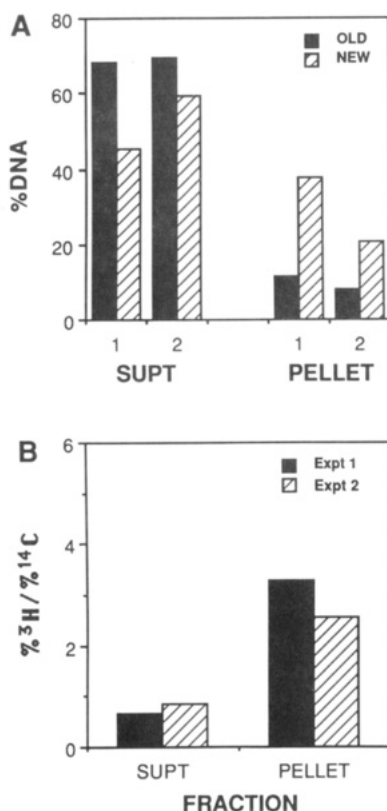 A
80
60
40
20
0
%DNA
OLD
NEW
1 2 1 2
SUPT PELLET
B
6
4
2
0
%³H/%¹⁴C
Expt 1
Expt 2
SUPT PELLET
FRACTION